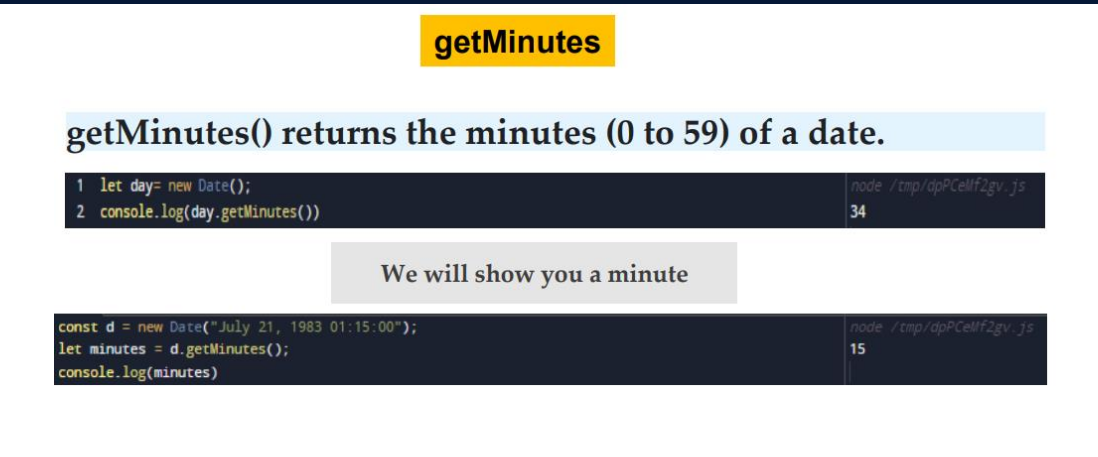 getMinutes
getMinutes() returns the minutes (0 to 59) of a date.
1 let day= new Date();
2 console.log(day.getMinutes())
node /tmp/dpPCeMf2gv.js
34
We will show you a minute
const d = new Date("July 21, 1983 01:15:00");
let minutes = d.getMinutes();
console.log(minutes)
node /tmp/dpPCeMf2gv.js
15